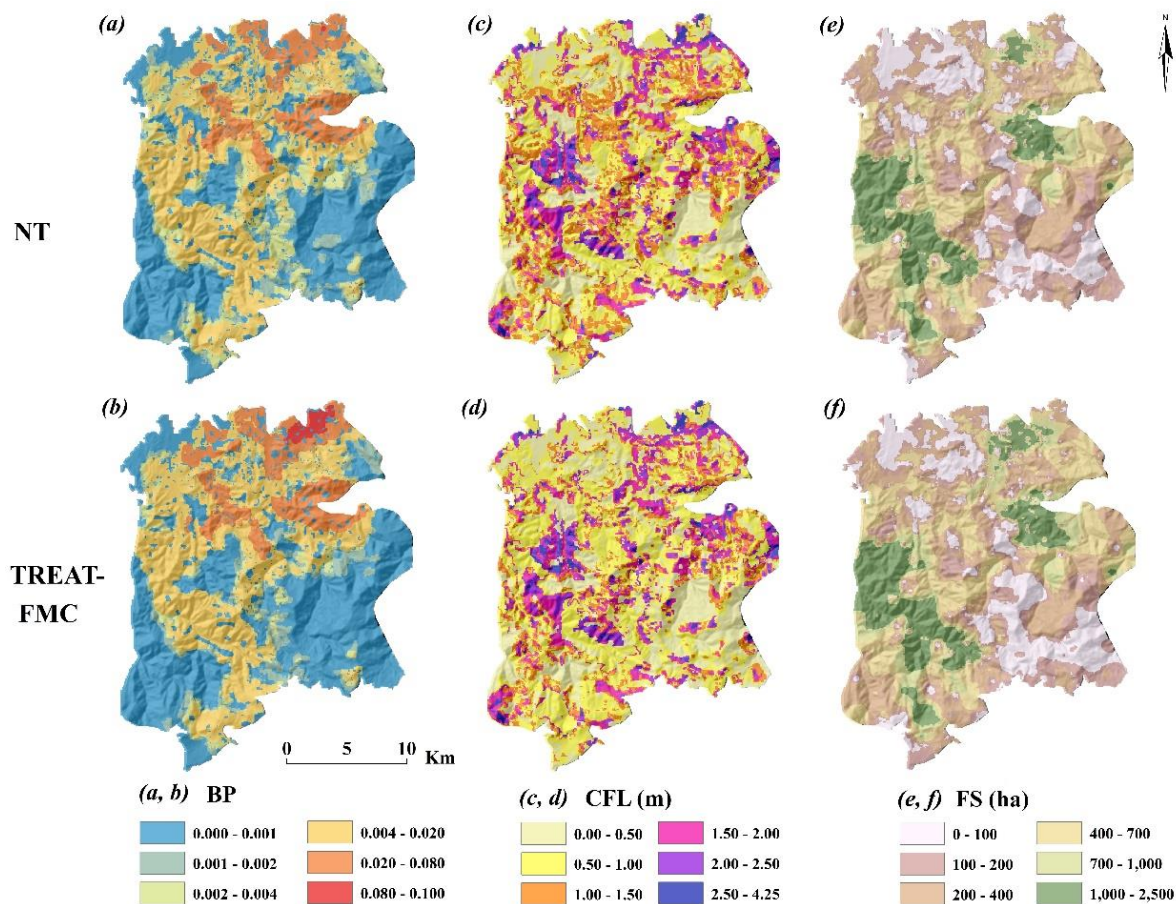 (a)
(c)
(e)
N
NT
(b)
(d)
(f)
TREAT-
FMC
0 5 10 Km
(a, b) BP
0.000 - 0.001
0.001 - 0.002
0.002 - 0.004
0.004 - 0.020
0.020 - 0.080
0.080 - 0.100
(c, d) CFL (m)
0.00 - 0.50
0.50 - 1.00
1.00 - 1.50
1.50 - 2.00
2.00 - 2.50
2.50 - 4.25
(e, f) FS (ha)
0 - 100
100 - 200
200 - 400
400 - 700
700 - 1,000
1,000 - 2,500